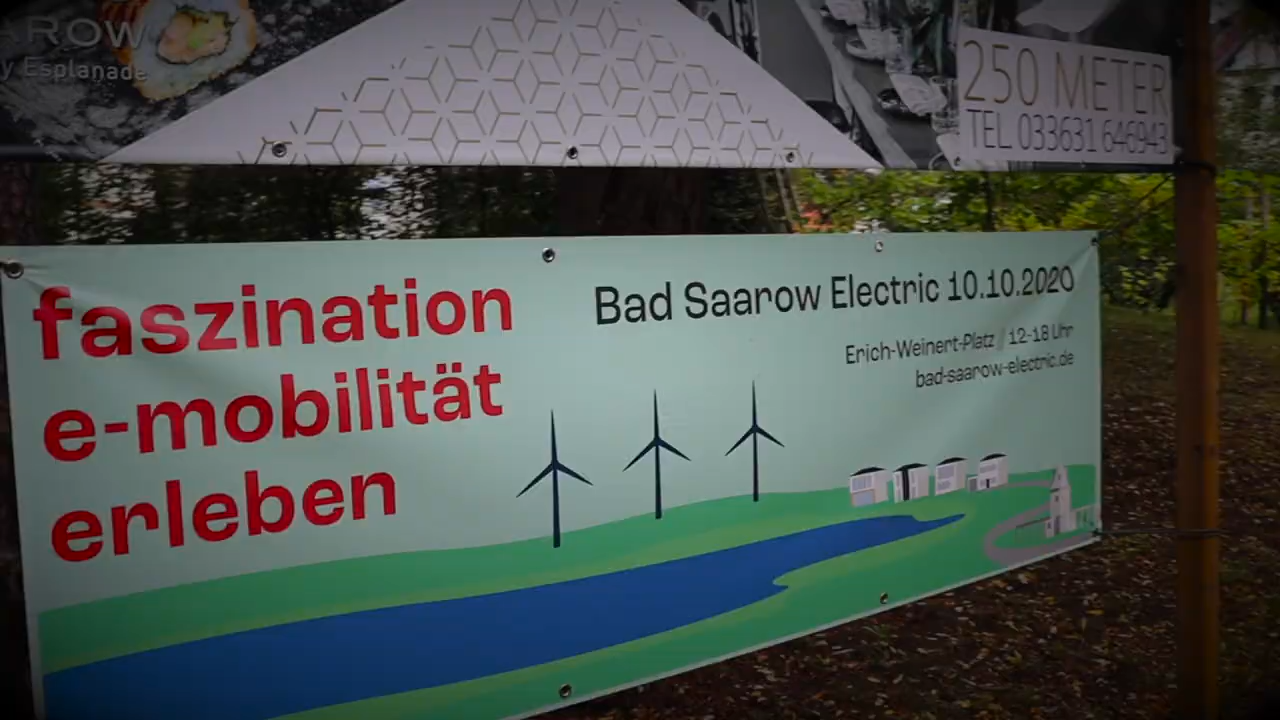 AROW
y Esplanade
250 METER
TEL 033631 646943
faszination
e-mobilität
erleben
Bad Saarow Electric 10.10.2020
Erich-Weinert-Platz / 12-18 Uhr
bad-saarow-electric.de